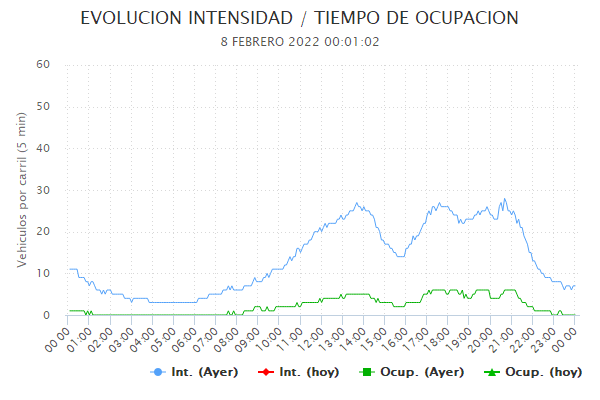 EVOLUCION INTENSIDAD / TIEMPO DE OCUPACION
8 FEBRERO 2022 00:01:02
Vehiculos por carril (5 min)
60
50
40
30
20
10
0
00:00 01:00 02:00 03:00 04:00 05:00 06:00 07:00 08:00 09:00 10:00 11:00 12:00 13:00 14:00 15:00 16:00 17:00 18:00 19:00 20:00 21:00 22:00 23:00 00:00
Int. (Ayer) Int. (hoy) Ocup. (Ayer) Ocup. (hoy)